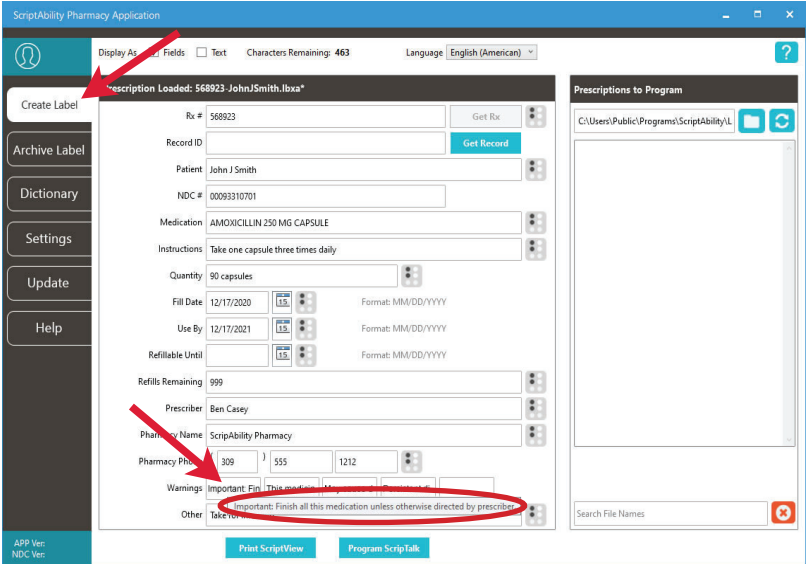 ScriptAbility Pharmacy Application
Display As Fields Text Characters Remaining: 463 Language English (American)
?
Create Label
Archive Label
Dictionary
Settings
Update
Help
APP Ver:
NDC Ver:
Prescription Loaded: 568923-JohnJSmith.lbxa*
Rx # 568923 Get Rx
Record ID Get Record
Patient John J Smith
NDC # 00093310701
Medication AMOXICILLIN 250 MG CAPSULE
Instructions Take one capsule three times daily
Quantity 90 capsules
Fill Date 12/17/2020 15 Format: MM/DD/YYYY
Use By 12/17/2021 15 Format: MM/DD/YYYY
Refillable Until 15 Format: MM/DD/YYYY
Refills Remaining 999
Prescriber Ben Casey
Pharmacy Name ScripAbility Pharmacy
Pharmacy Phone ( 309 ) 555 1212
Warnings Important: Fin This medicin
Important: Finish all this medication unless otherwise directed by prescriber.
Other Take
Print ScriptView Program ScripTalk
Prescriptions to Program
C:\Users\Public\Programs\ScriptAbility\L
Search File Names